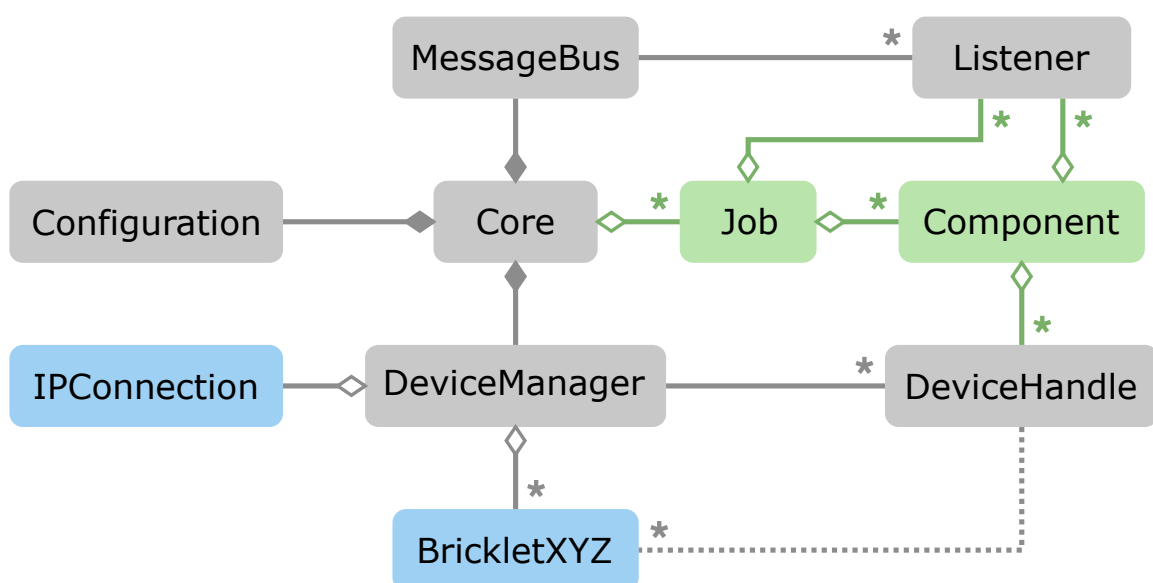 MessageBus
*
Listener
*
*
Configuration
Core
*
Job
*
Component
*
IPConnection
DeviceManager
*
DeviceHandle
*
BrickletXYZ
*